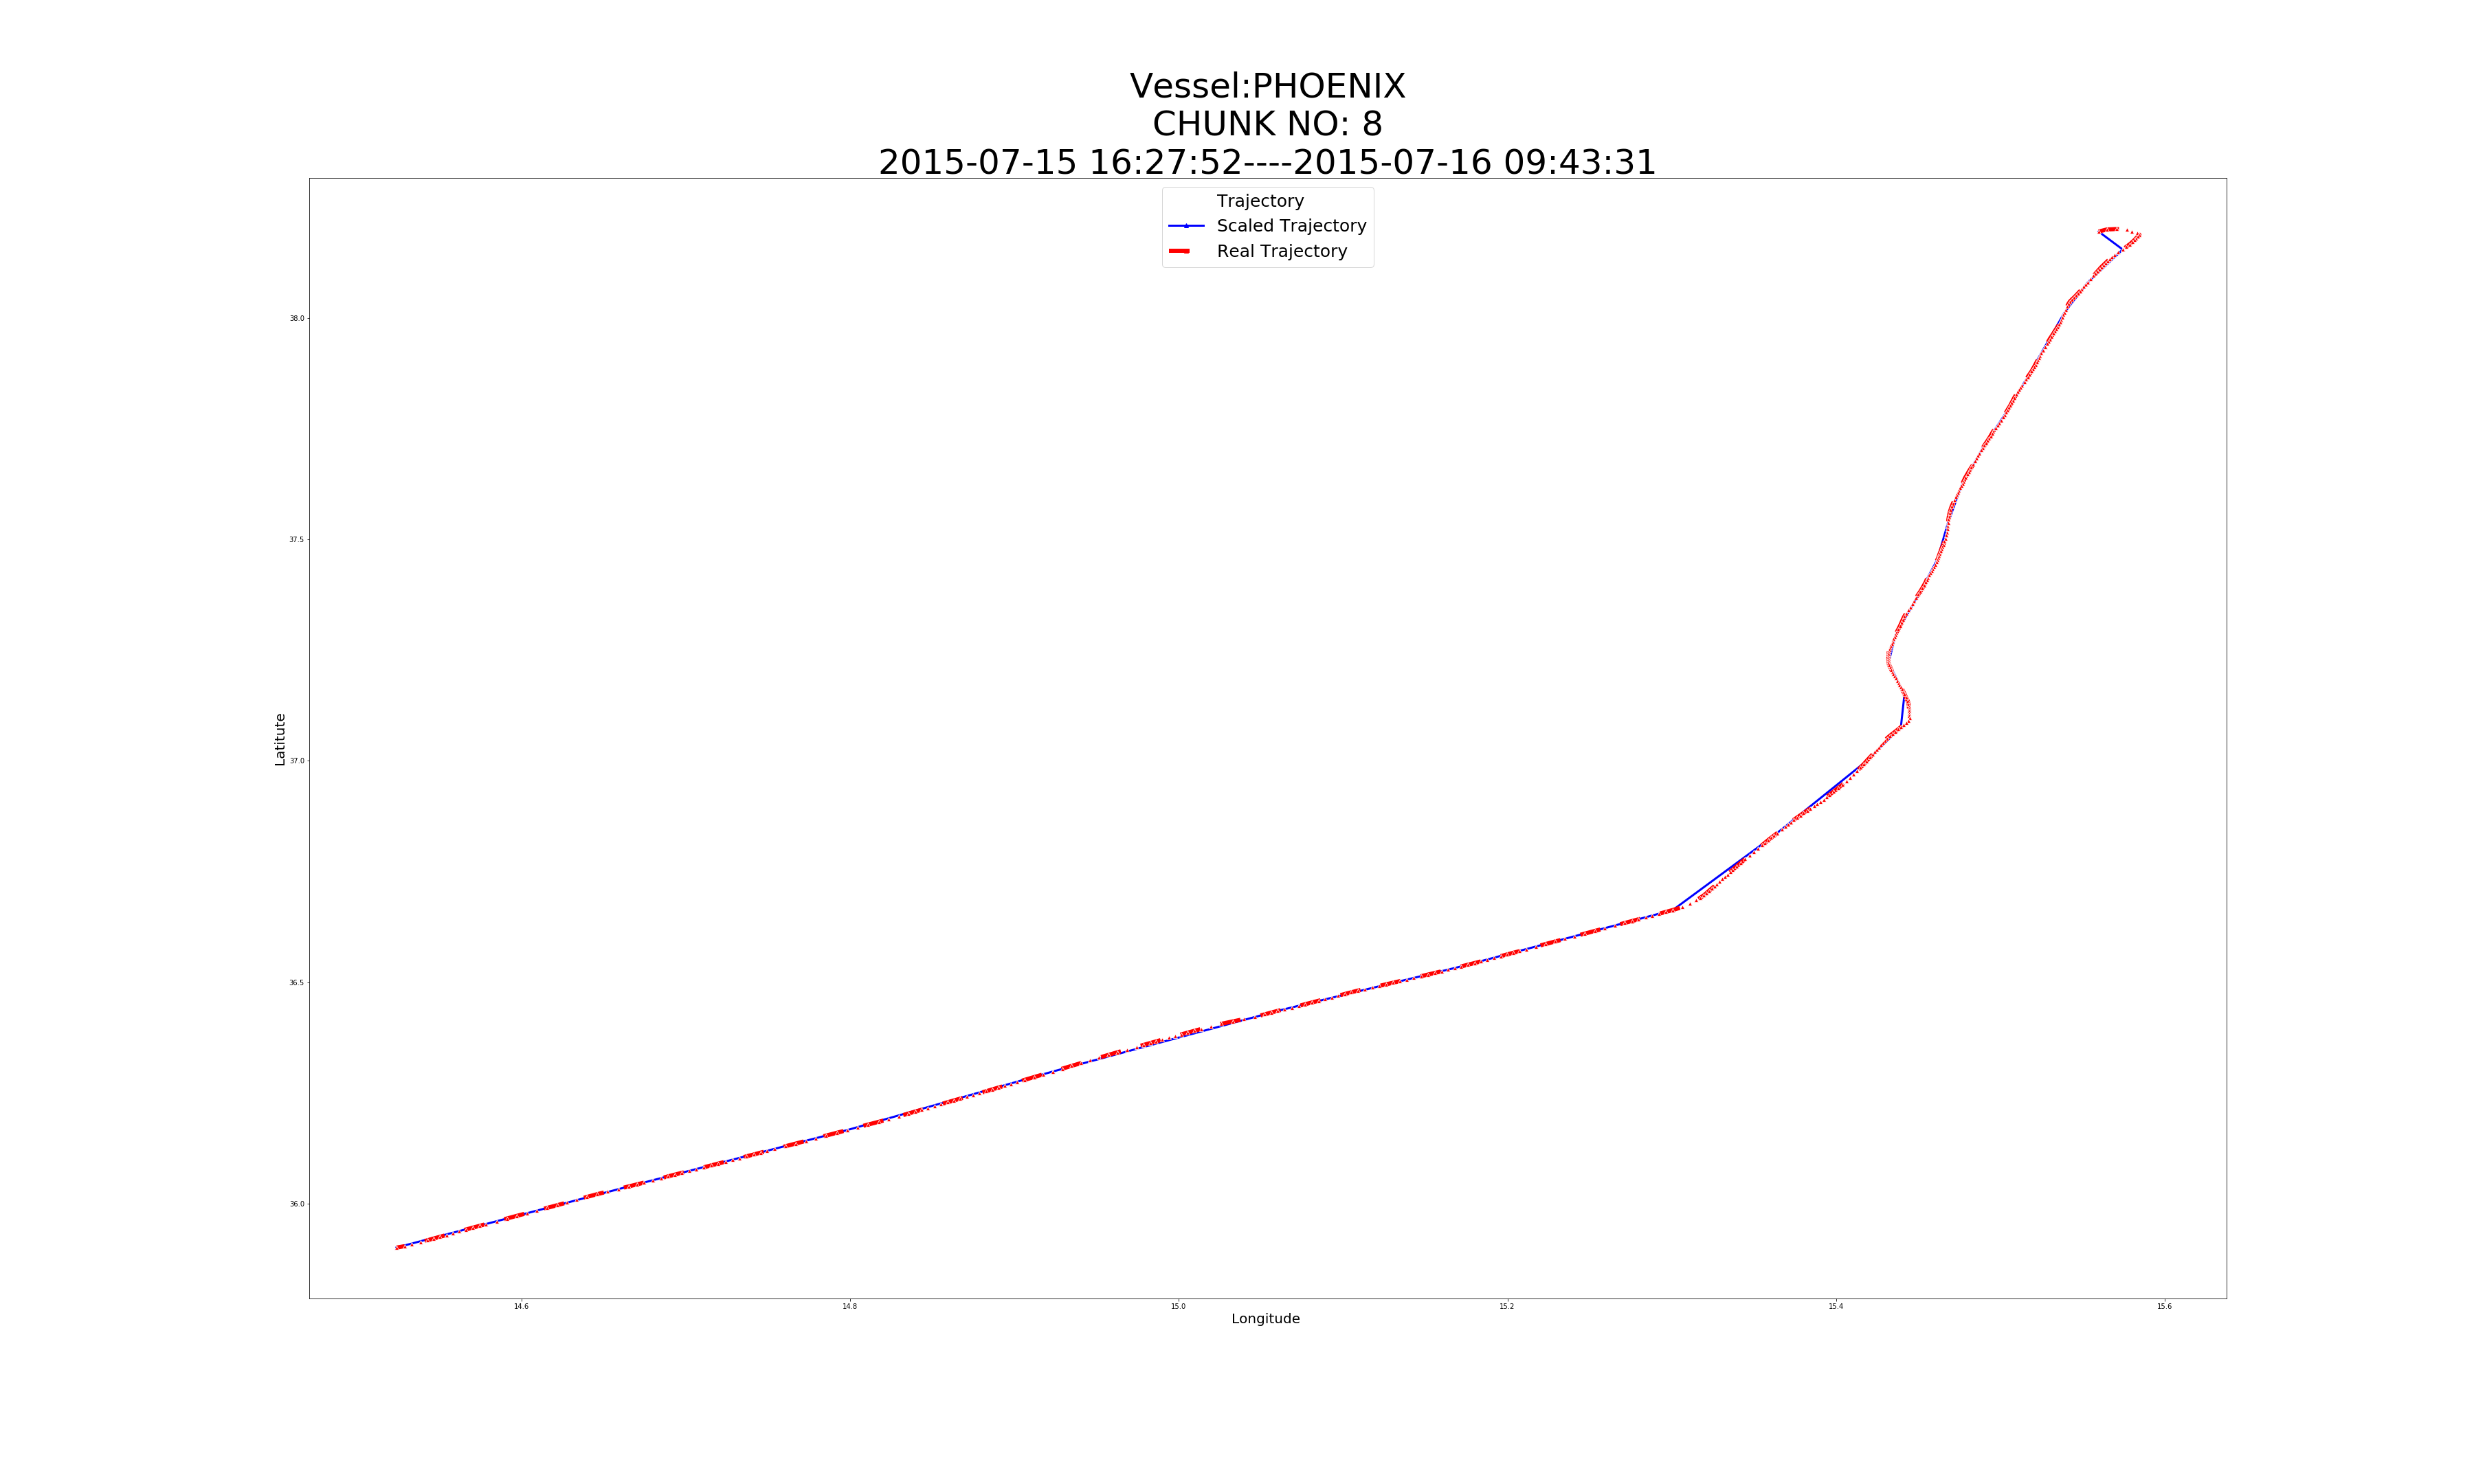 Vessel:PHOENIX
CHUNK NO: 8
2015-07-15 16:27:52----2015-07-16 09:43:31
Trajectory
Scaled Trajectory
Real Trajectory
38.0
37.5
37.0
36.5
36.0
Latitute
14.6
14.8
15.0
15.2
15.4
15.6
Longitude